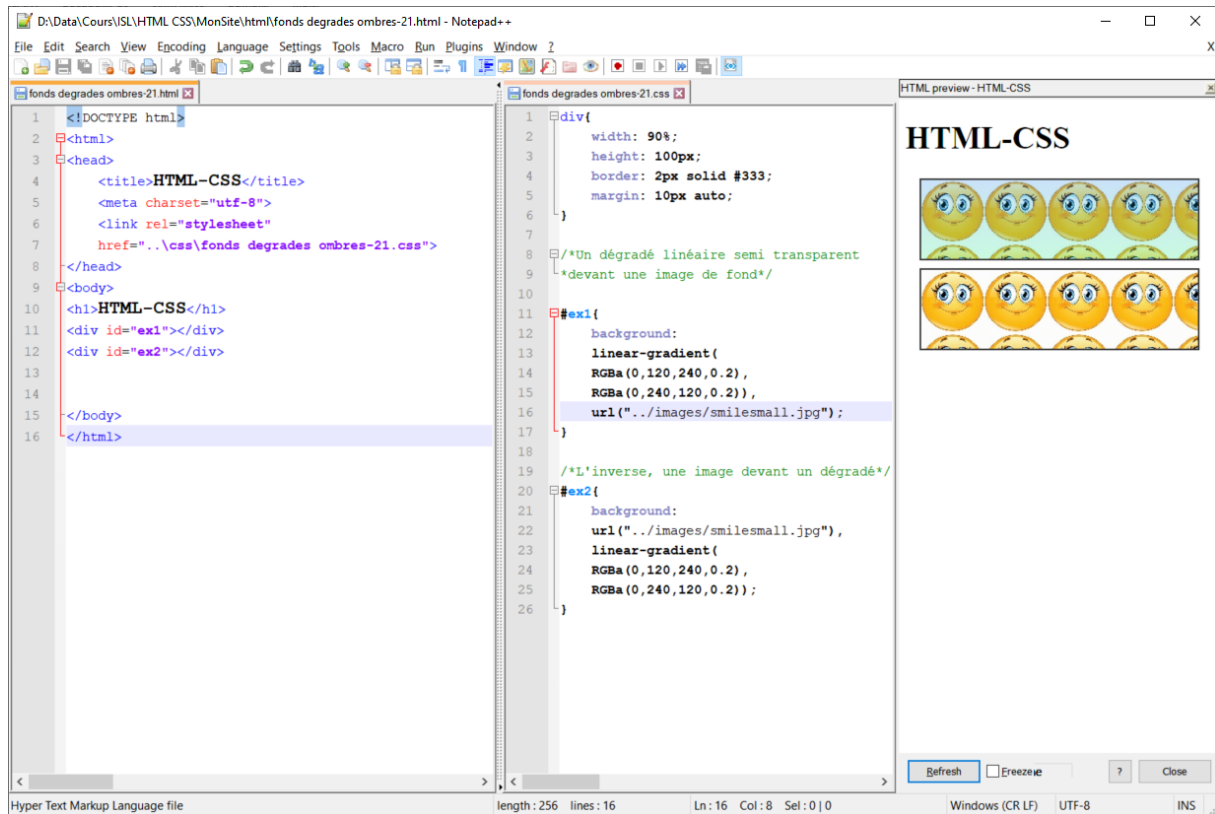 D:\Data\Cours\ISL\HTML CSS\MonSite\html\fonds degrades ombres-21.html - Notepad++
File Edit Search View Encoding Language Settings Tools Macro Run Plugins Window ? X
fonds degrades ombres-21.html
1 <!DOCTYPE html>
2 <html>
3 <head>
4 <title>HTML-CSS</title>
5 <meta charset="utf-8">
6 <link rel="stylesheet"
7 href="..\css\fonds degrades ombres-21.css">
8 </head>
9 <body>
10 <h1>HTML-CSS</h1>
11 <div id="ex1"></div>
12 <div id="ex2"></div>
13
14
15 </body>
16 </html>
fonds degrades ombres-21.css
1 div{
2 width: 90%;
3 height: 100px;
4 border: 2px solid #333;
5 margin: 10px auto;
6 }
7
8 /*Un dégradé linéaire semi transparent
9 *devant une image de fond*/
10
11 #ex1{
12 background:
13 linear-gradient(
14 RGBa(0,120,240,0.2),
15 RGBa(0,240,120,0.2)),
16 url("../images/smilesmall.jpg");
17 }
18
19 /*L'inverse, une image devant un dégradé*/
20 #ex2{
21 background:
22 url("../images/smilesmall.jpg"),
23 linear-gradient(
24 RGBa(0,120,240,0.2),
25 RGBa(0,240,120,0.2));
26 }
HTML preview - HTML-CSS
HTML-CSS
Refresh Freeze ? Close
Hyper Text Markup Language file length : 256 lines : 16 Ln : 16 Col : 8 Sel : 0 | 0 Windows (CR LF) UTF-8 INS